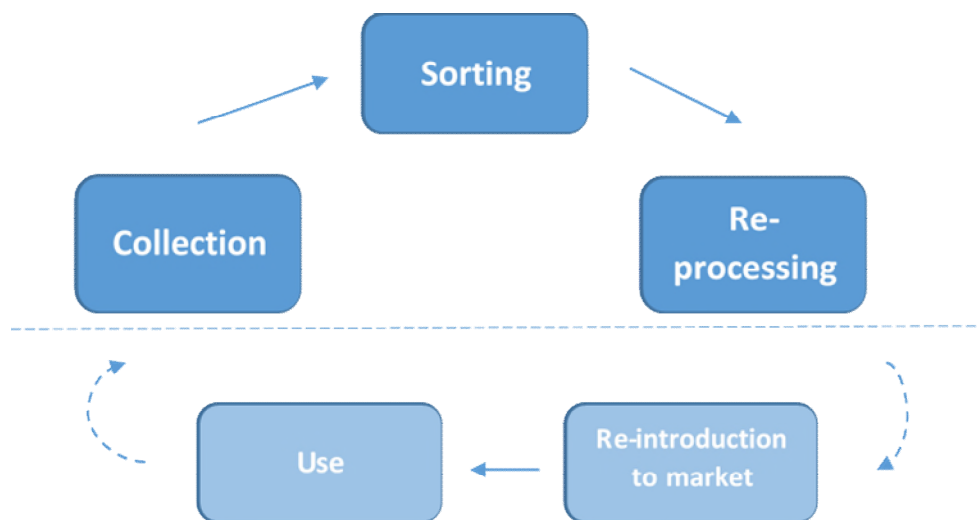 Sorting
Collection
Re-
processing
Use
Re-introduction
to market